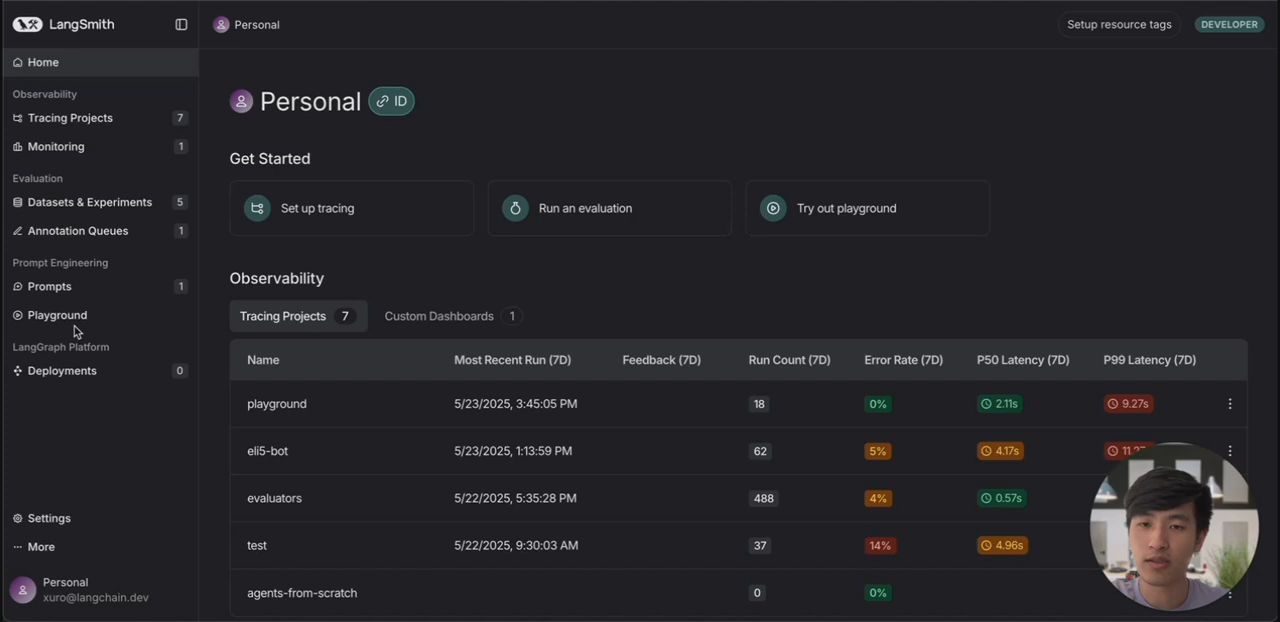 LangSmith
Personal
Setup resource tags
DEVELOPER
Home
Observability
Tracing Projects 7
Monitoring 1
Evaluation
Datasets & Experiments 5
Annotation Queues 1
Prompt Engineering
Prompts 1
Playground
LangGraph Platform
Deployments 0
Settings
More
Personal
xuro@langchain.dev
Personal ID
Get Started
Set up tracing
Run an evaluation
Try out playground
Observability
Tracing Projects 7
Custom Dashboards 1
Name Most Recent Run (7D) Feedback (7D) Run Count (7D) Error Rate (7D) P50 Latency (7D) P99 Latency (7D)
playground 5/23/2025, 3:45:05 PM 18 0% 2.11s 9.27s
eli5-bot 5/23/2025, 1:13:59 PM 62 5% 4.17s
evaluators 5/22/2025, 5:35:28 PM 488 4% 0.57s
test 5/22/2025, 9:30:03 AM 37 14% 4.96s
agents-from-scratch 0 0%